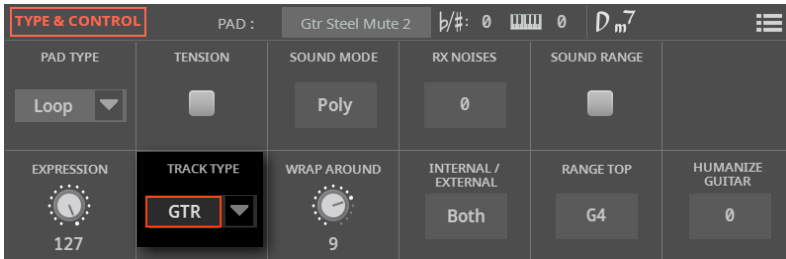 TYPE & CONTROL PAD : Gtr Steel Mute 2 ♭/♯: 0 0 Dm7
PAD TYPE TENSION SOUND MODE RX NOISES SOUND RANGE
Loop Poly 0
EXPRESSION TRACK TYPE WRAP AROUND INTERNAL / EXTERNAL RANGE TOP HUMANIZE GUITAR
GTR Both G4 0
127 9